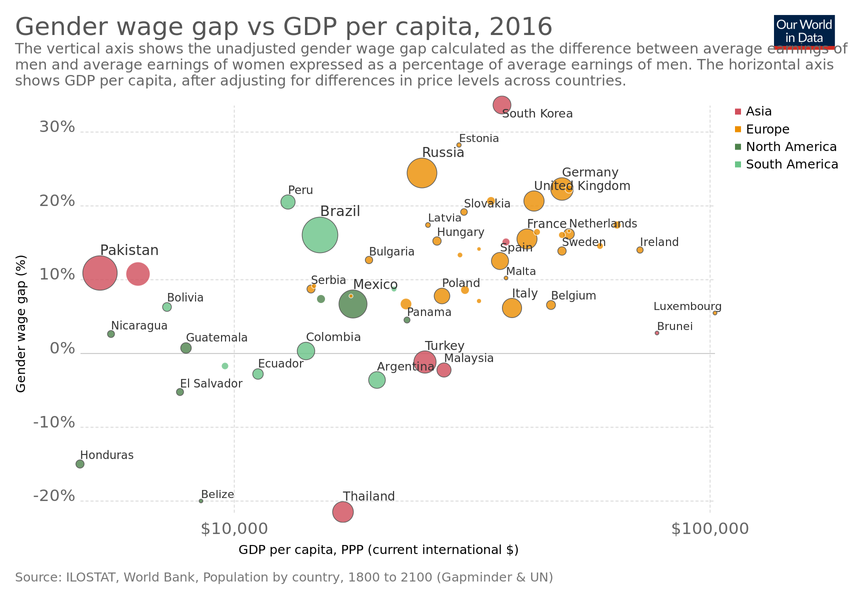 Gender wage gap vs GDP per capita, 2016
Our World
in Data
The vertical axis shows the unadjusted gender wage gap calculated as the difference between average earnings of
men and average earnings of women expressed as a percentage of average earnings of men. The horizontal axis
shows GDP per capita, after adjusting for differences in price levels across countries.
Asia
Europe
North America
South America
Gender wage gap (%)
30%
20%
10%
0%
-10%
-20%
South Korea
Estonia
Russia
Germany
United Kingdom
Peru
Slovakia
Brazil
Latvia
France
Netherlands
Hungary
Sweden
Ireland
Spain
Pakistan
Bulgaria
Malta
Serbia
Mexico
Poland
Bolivia
Italy
Belgium
Luxembourg
Panama
Nicaragua
Brunei
Guatemala
Colombia
Turkey
Malaysia
Ecuador
Argentina
El Salvador
Honduras
Belize
Thailand
$10,000
$100,000
GDP per capita, PPP (current international $)
Source: ILOSTAT, World Bank, Population by country, 1800 to 2100 (Gapminder & UN)